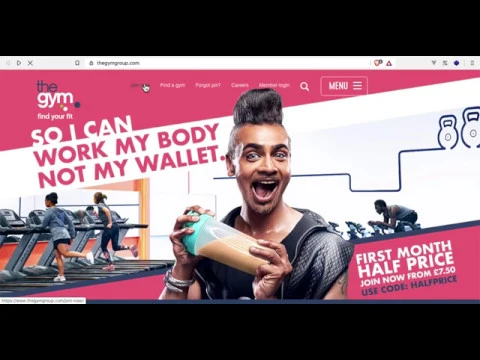 thegymgroup.com
the
gym
find your fit
Join now Find a gym Forgot pin? Careers Member login MENU
SO I CAN
WORK MY BODY
NOT MY WALLET.
FIRST MONTH
HALF PRICE
JOIN NOW FROM £7.50
USE CODE: HALFPRICE
https://www.thegymgroup.com/join-now/